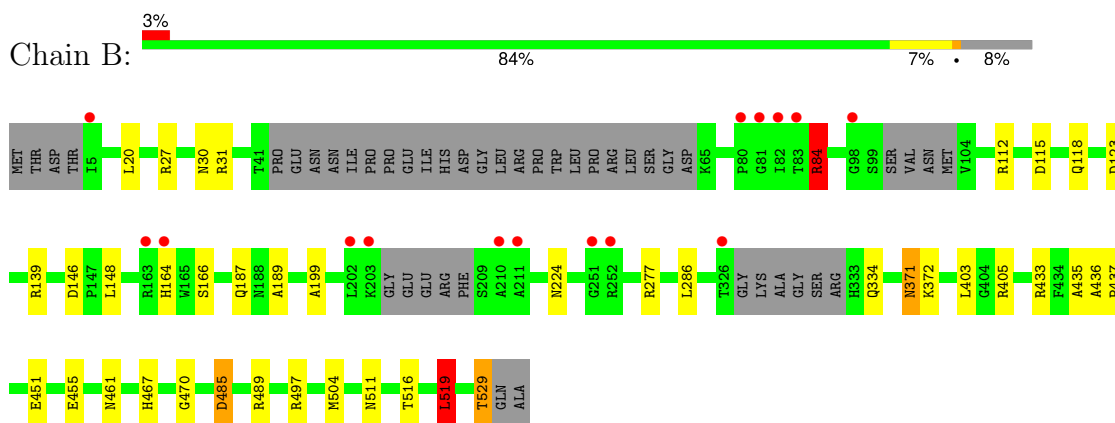 3%
Chain B:
84% 7% • 8%
MET THR ASP THR I5 L20 R27 N30 R31 T41 PRO GLU ASN ASN ILE PRO PRO GLU ILE HIS ASP GLY LEU ARG PRO TRP LEU PRO ARG LEU SER GLY ASP K65 P80 G81 I82 T83 R84 G98 S99 SER VAL ASN MET V104 R112 D115 Q118 D123
R139 D146 P147 L148 R163 H164 W165 S166 Q187 N188 A189 A199 L202 K203 GLY GLU GLU ARG PHE S209 A210 A211 N224 G251 R252 R277 L286 T326 GLY LYS ALA GLY SER ARG H333 Q334 N371 K372 L403 G404 R405 R433 F434 A435 A436
E451 E455 N461 H467 G470 D485 R489 R497 M504 N511 T516 L519 T529 GLN ALA